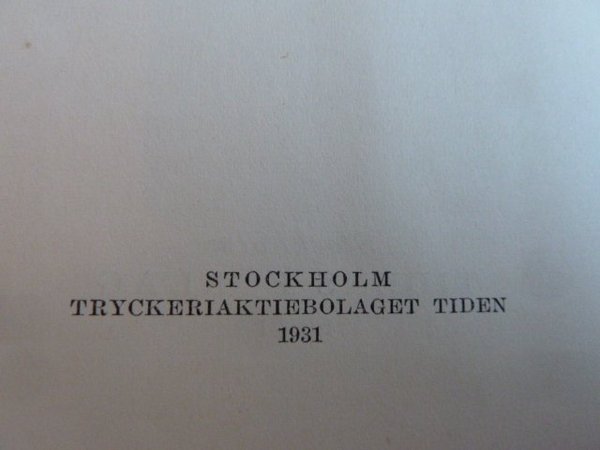 STOCKHOLM
TRYCKERIAKTIEBOLAGET TIDEN
1931